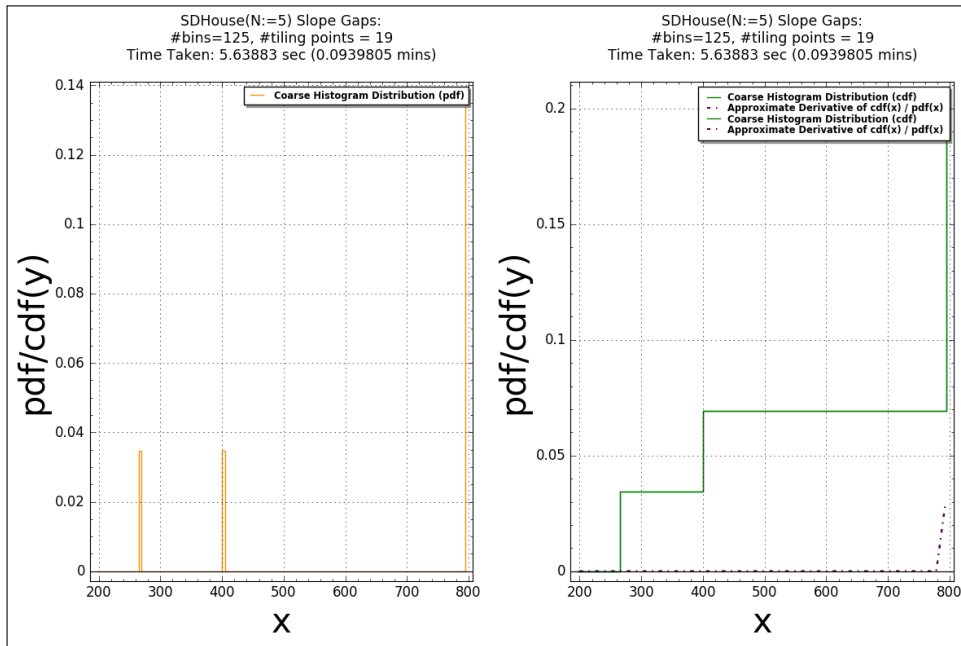 SDHouse(N:=5) Slope Gaps:
#bins=125, #tiling points = 19
Time Taken: 5.63883 sec (0.0939805 mins)
Coarse Histogram Distribution (pdf)
0.14
0.12
0.1
0.08
0.06
0.04
0.02
0
pdf/cdf(y)
200 300 400 500 600 700 800
x
SDHouse(N:=5) Slope Gaps:
#bins=125, #tiling points = 19
Time Taken: 5.63883 sec (0.0939805 mins)
Coarse Histogram Distribution (cdf)
Approximate Derivative of cdf(x) / pdf(x)
Coarse Histogram Distribution (cdf)
Approximate Derivative of cdf(x) / pdf(x)
0.2
0.15
0.1
0.05
0
pdf/cdf(y)
200 300 400 500 600 700 800
x